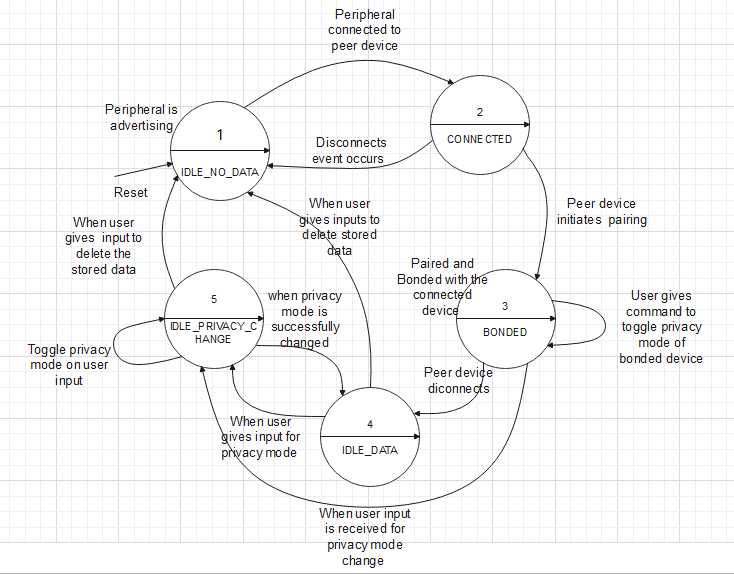 Peripheral
connected to
peer device
Peripheral is
advertising
1
IDLE_NO_DATA
2
CONNECTED
Disconnects
event occurs
Reset
When user
gives input to
delete the
stored data
When user
gives inputs to
delete stored
data
Peer device
initiates pairing
Paired and
Bonded with the
connected
device
3
BONDED
User gives
command to
toggle privacy
mode of
bonded device
5
IDLE_PRIVACY_C
HANGE
when privacy
mode is
successfully
changed
Toggle privacy
mode on user
input
Peer device
diconnects
4
IDLE_DATA
When user
gives input for
privacy mode
When user input
is received for
privacy mode
change